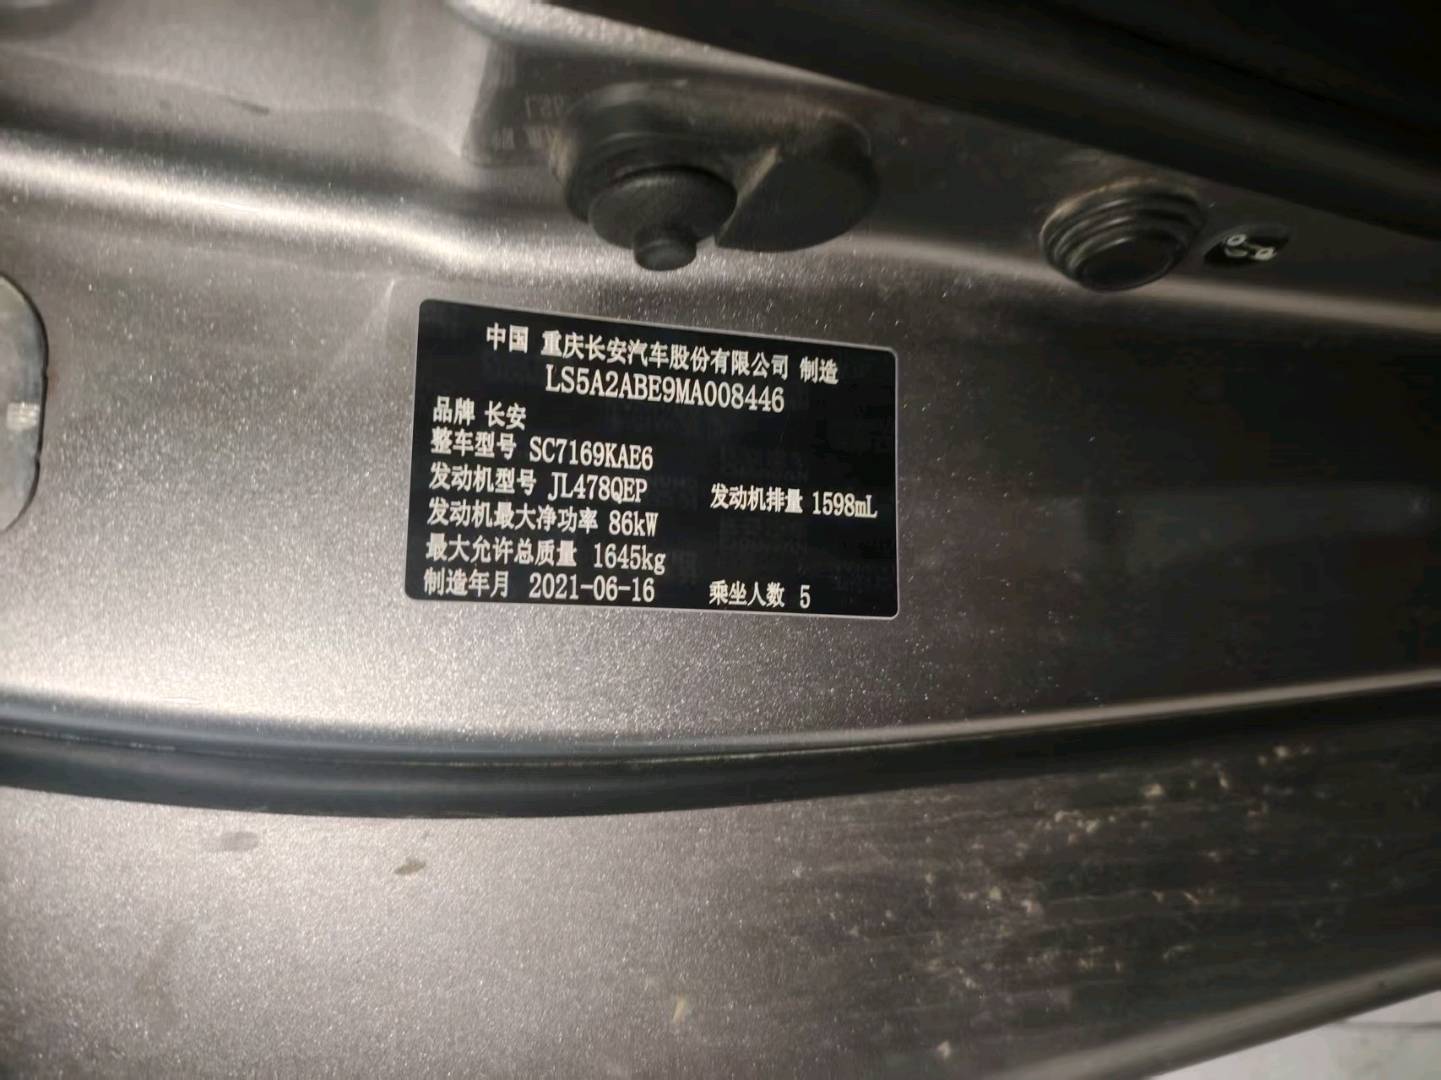 中国 重庆长安汽车股份有限公司 制造
LS5A2ABE9MA008446
品牌 长安
整车型号 SC7169KAE6
发动机型号 JL478QEP 发动机排量 1598mL
发动机最大净功率 86kW
最大允许总质量 1645kg
制造年月 2021-06-16 乘坐人数 5